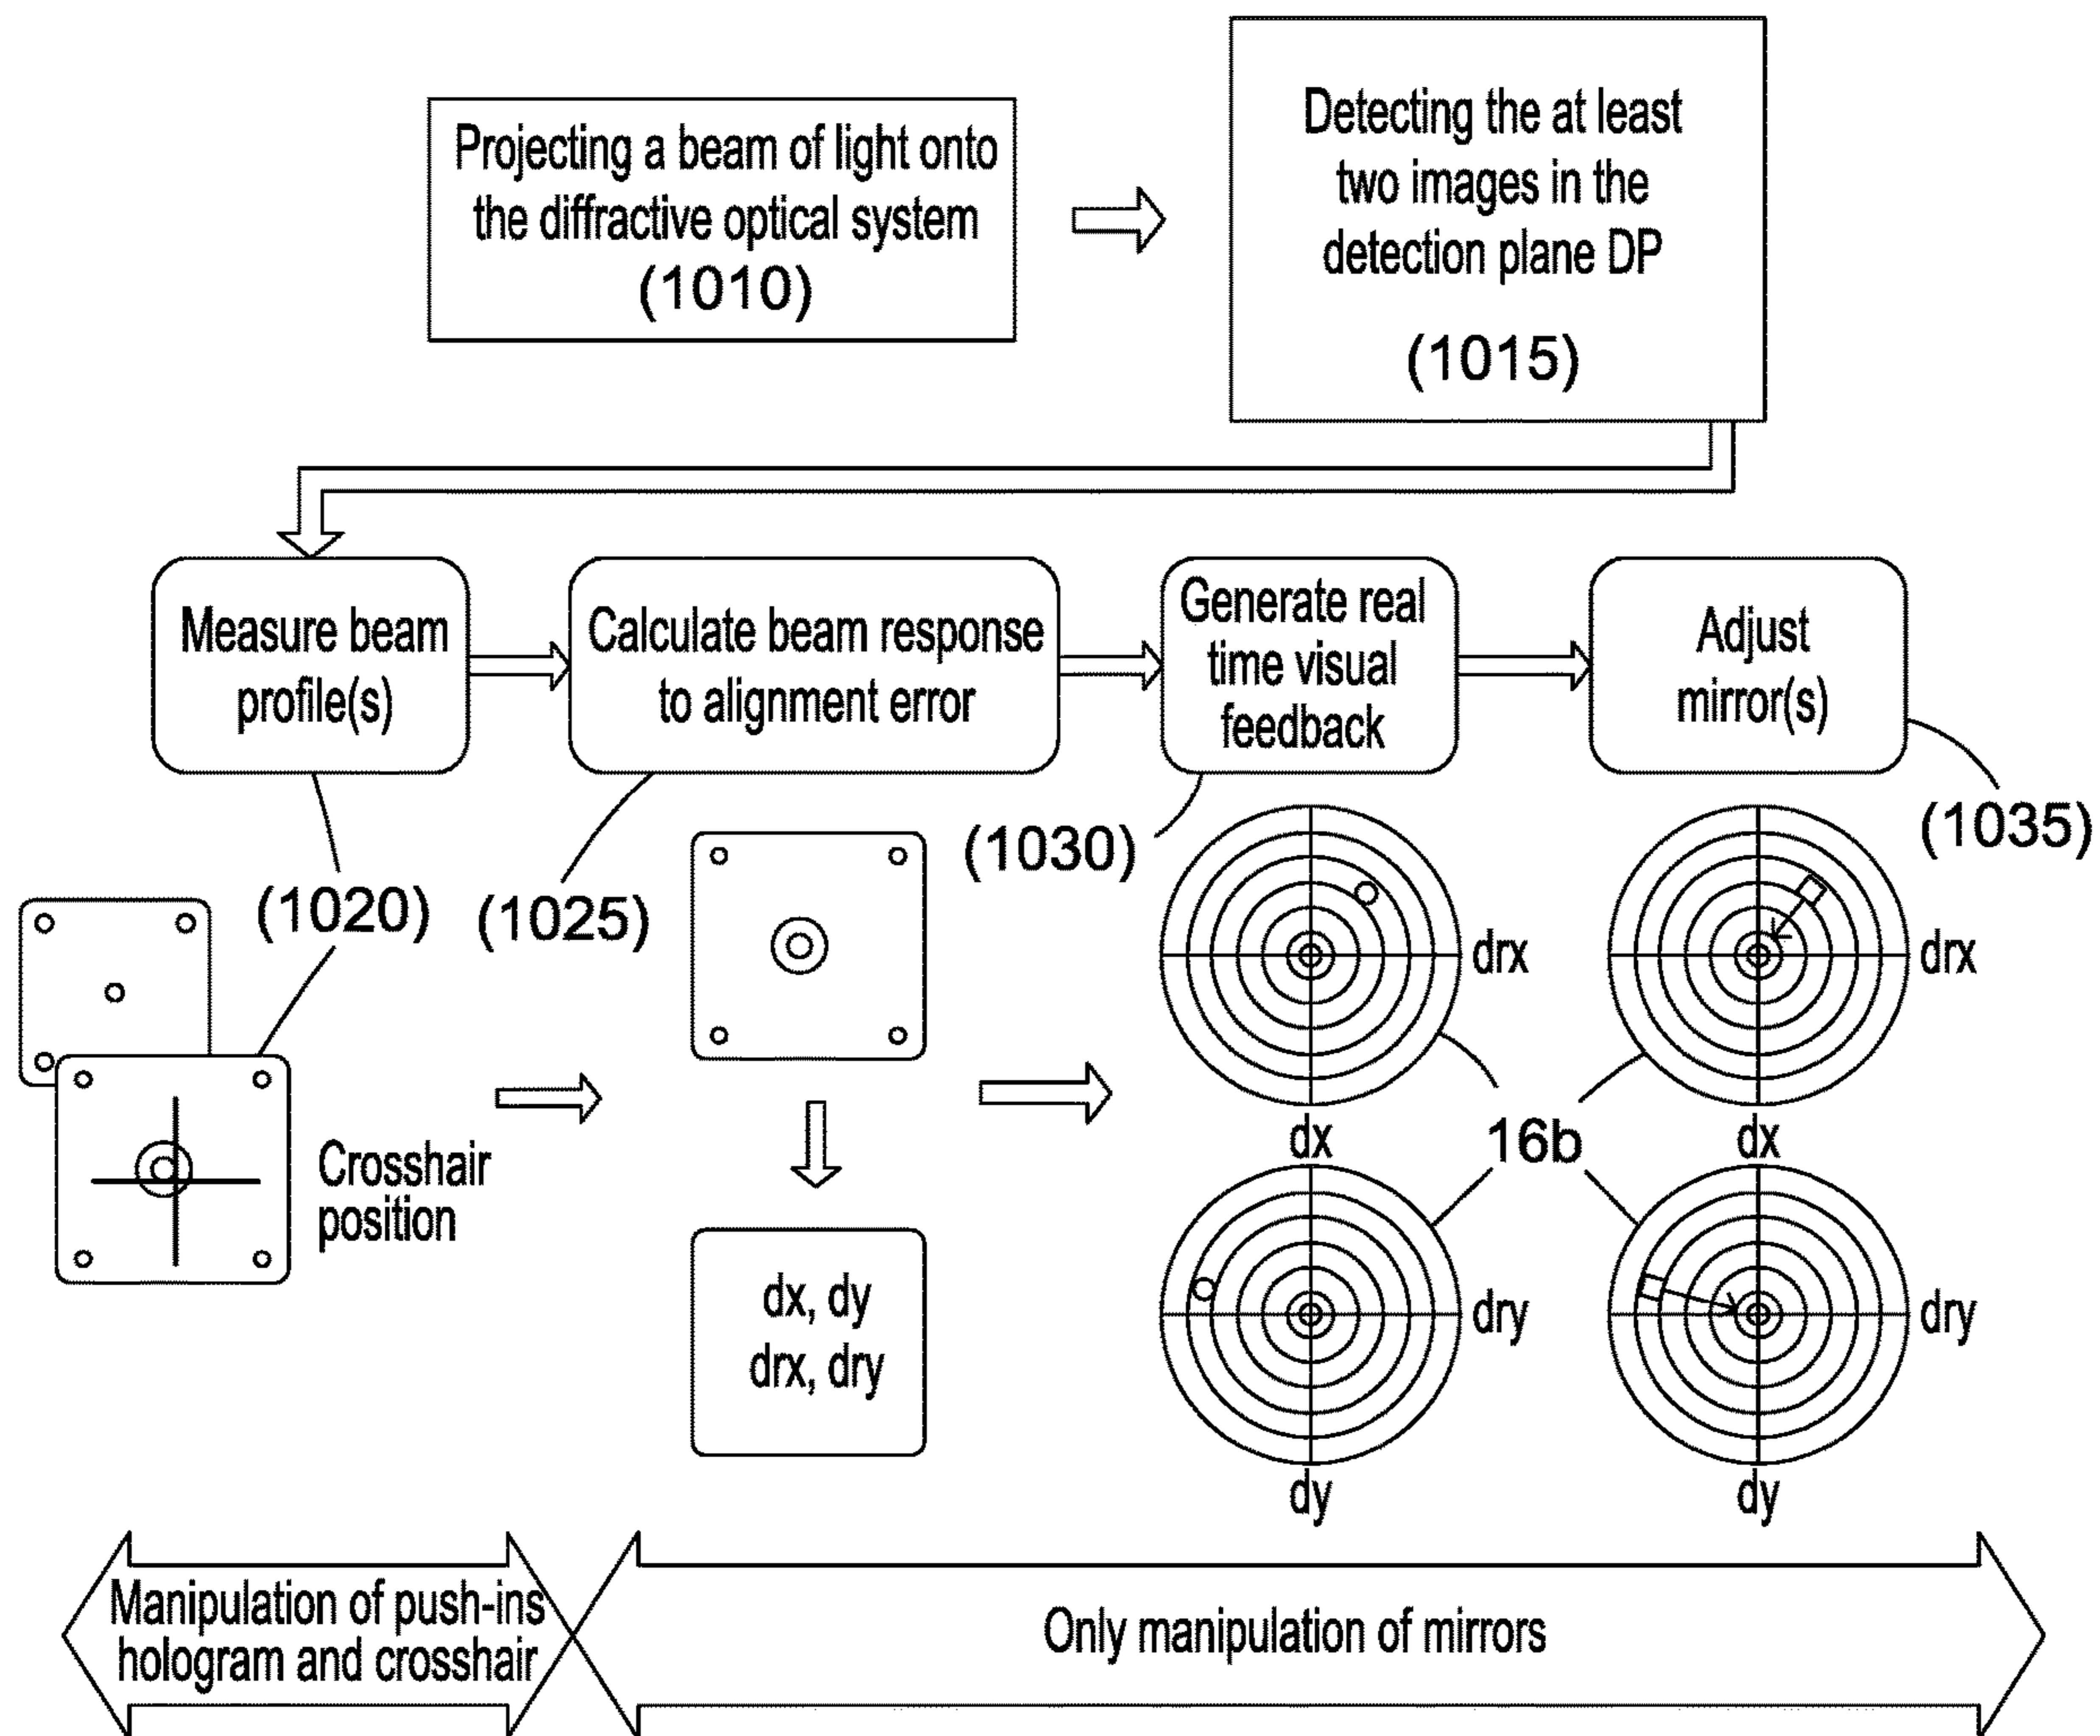 Projecting a beam of light onto
the diffractive optical system
(1010)
Detecting the at least
two images in the
detection plane DP
(1015)
Measure beam
profile(s)
Calculate beam response
to alignment error
Generate real
time visual
feedback
Adjust
mirror(s)
(1020)
(1025)
(1030)
(1035)
Crosshair
position
dx, dy
drx, dry
drx
dx
drx
dx
16b
dry
dy
dry
dy
Manipulation of push-ins
hologram and crosshair
Only manipulation of mirrors